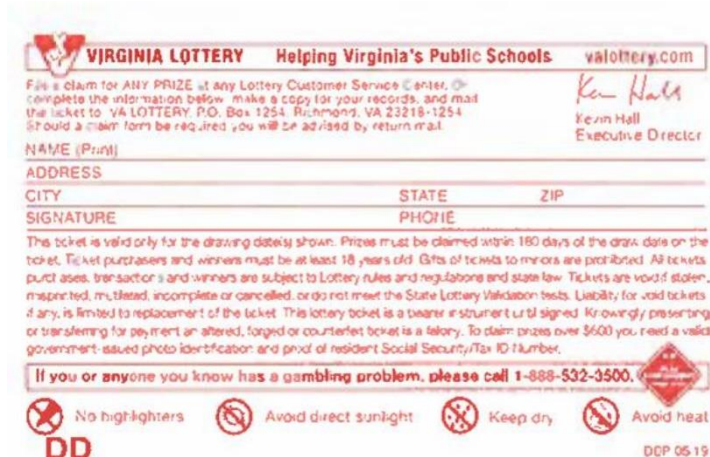 VIRGINIA LOTTERY Helping Virginia's Public Schools valottery.com
File a claim for ANY PRIZE at any Lottery Customer Service Center, Or
complete the information below, make a copy for your records, and mail
the ticket to VA LOTTERY, P.O. Box 1254, Richmond, VA 23218-1254
Should a claim form be required you will be advised by return mail.
Ken Hall
Kevin Hall
Executive Director
NAME (Print)
ADDRESS
CITY STATE ZIP
SIGNATURE PHONE
This ticket is valid only for the drawing date(s) shown. Prizes must be claimed within 180 days of the draw date on the
ticket. Ticket purchasers and winners must be at least 18 years old. Gifts of tickets to minors are prohibited. All tickets,
purchases, transactions and winners are subject to Lottery rules and regulations and state law. Tickets are void if stolen,
misprinted, mutilated, incomplete or cancelled, or do not meet the State Lottery Validation tests. Liability for void tickets
if any, is limited to replacement of the ticket. This lottery ticket is a bearer instrument until signed. Knowingly presenting
or transferring for payment an altered, forged or counterfeit ticket is a felony. To claim prizes over $600 you need a valid
government-issued photo identification and proof of resident Social Security/Tax ID Number.
If you or anyone you know has a gambling problem, please call 1-888-532-3500.
No highlighters Avoid direct sunlight Keep dry Avoid heat
DD DDP 05 19